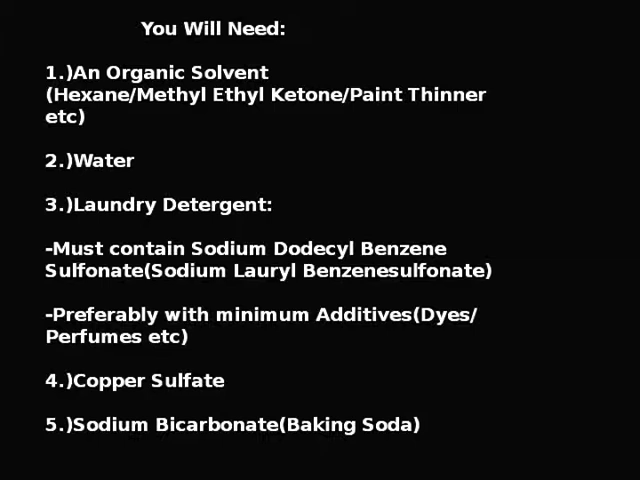 You Will Need:
1.)An Organic Solvent
(Hexane/Methyl Ethyl Ketone/Paint Thinner
etc)
2.)Water
3.)Laundry Detergent:
-Must contain Sodium Dodecyl Benzene
Sulfonate(Sodium Lauryl Benzenesulfonate)
-Preferably with minimum Additives(Dyes/
Perfumes etc)
4.)Copper Sulfate
5.)Sodium Bicarbonate(Baking Soda)